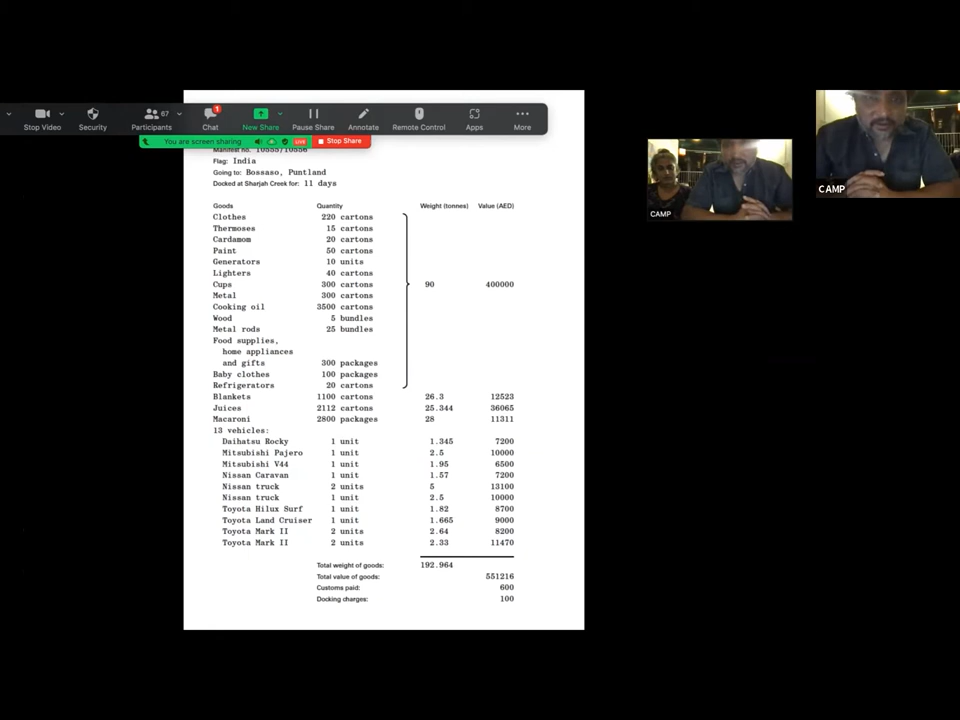 Stop Video
Security
Participants 67
Chat 1
New Share
Pause Share
Annotate
Remote Control
Apps
More
You are screen sharing LIVE Stop Share
Manifest no. 10555/10556
Flag: India
Going to: Bossaso, Puntland
Docked at Sharjah Creek for: 11 days
Goods Quantity Weight (tonnes) Value (AED)
Clothes 220 cartons
Thermoses 15 cartons
Cardamom 20 cartons
Paint 50 cartons
Generators 10 units
Lighters 40 cartons
Cups 300 cartons 90 400000
Metal 300 cartons
Cooking oil 3500 cartons
Wood 5 bundles
Metal rods 25 bundles
Food supplies,
home appliances
and gifts 300 packages
Baby clothes 100 packages
Refrigerators 20 cartons
Blankets 1100 cartons 26.3 12523
Juices 2112 cartons 25.344 36065
Macaroni 2800 packages 28 11311
13 vehicles:
Daihatsu Rocky 1 unit 1.345 7200
Mitsubishi Pajero 1 unit 2.5 10000
Mitsubishi V44 1 unit 1.95 6500
Nissan Caravan 1 unit 1.57 7200
Nissan truck 2 units 5 13100
Nissan truck 1 unit 2.5 10000
Toyota Hilux Surf 1 unit 1.82 8700
Toyota Land Cruiser 1 unit 1.665 9000
Toyota Mark II 2 units 2.64 8200
Toyota Mark II 2 units 2.33 11470
Total weight of goods: 192.964
Total value of goods: 551216
Customs paid: 600
Docking charges: 100
CAMP
CAMP